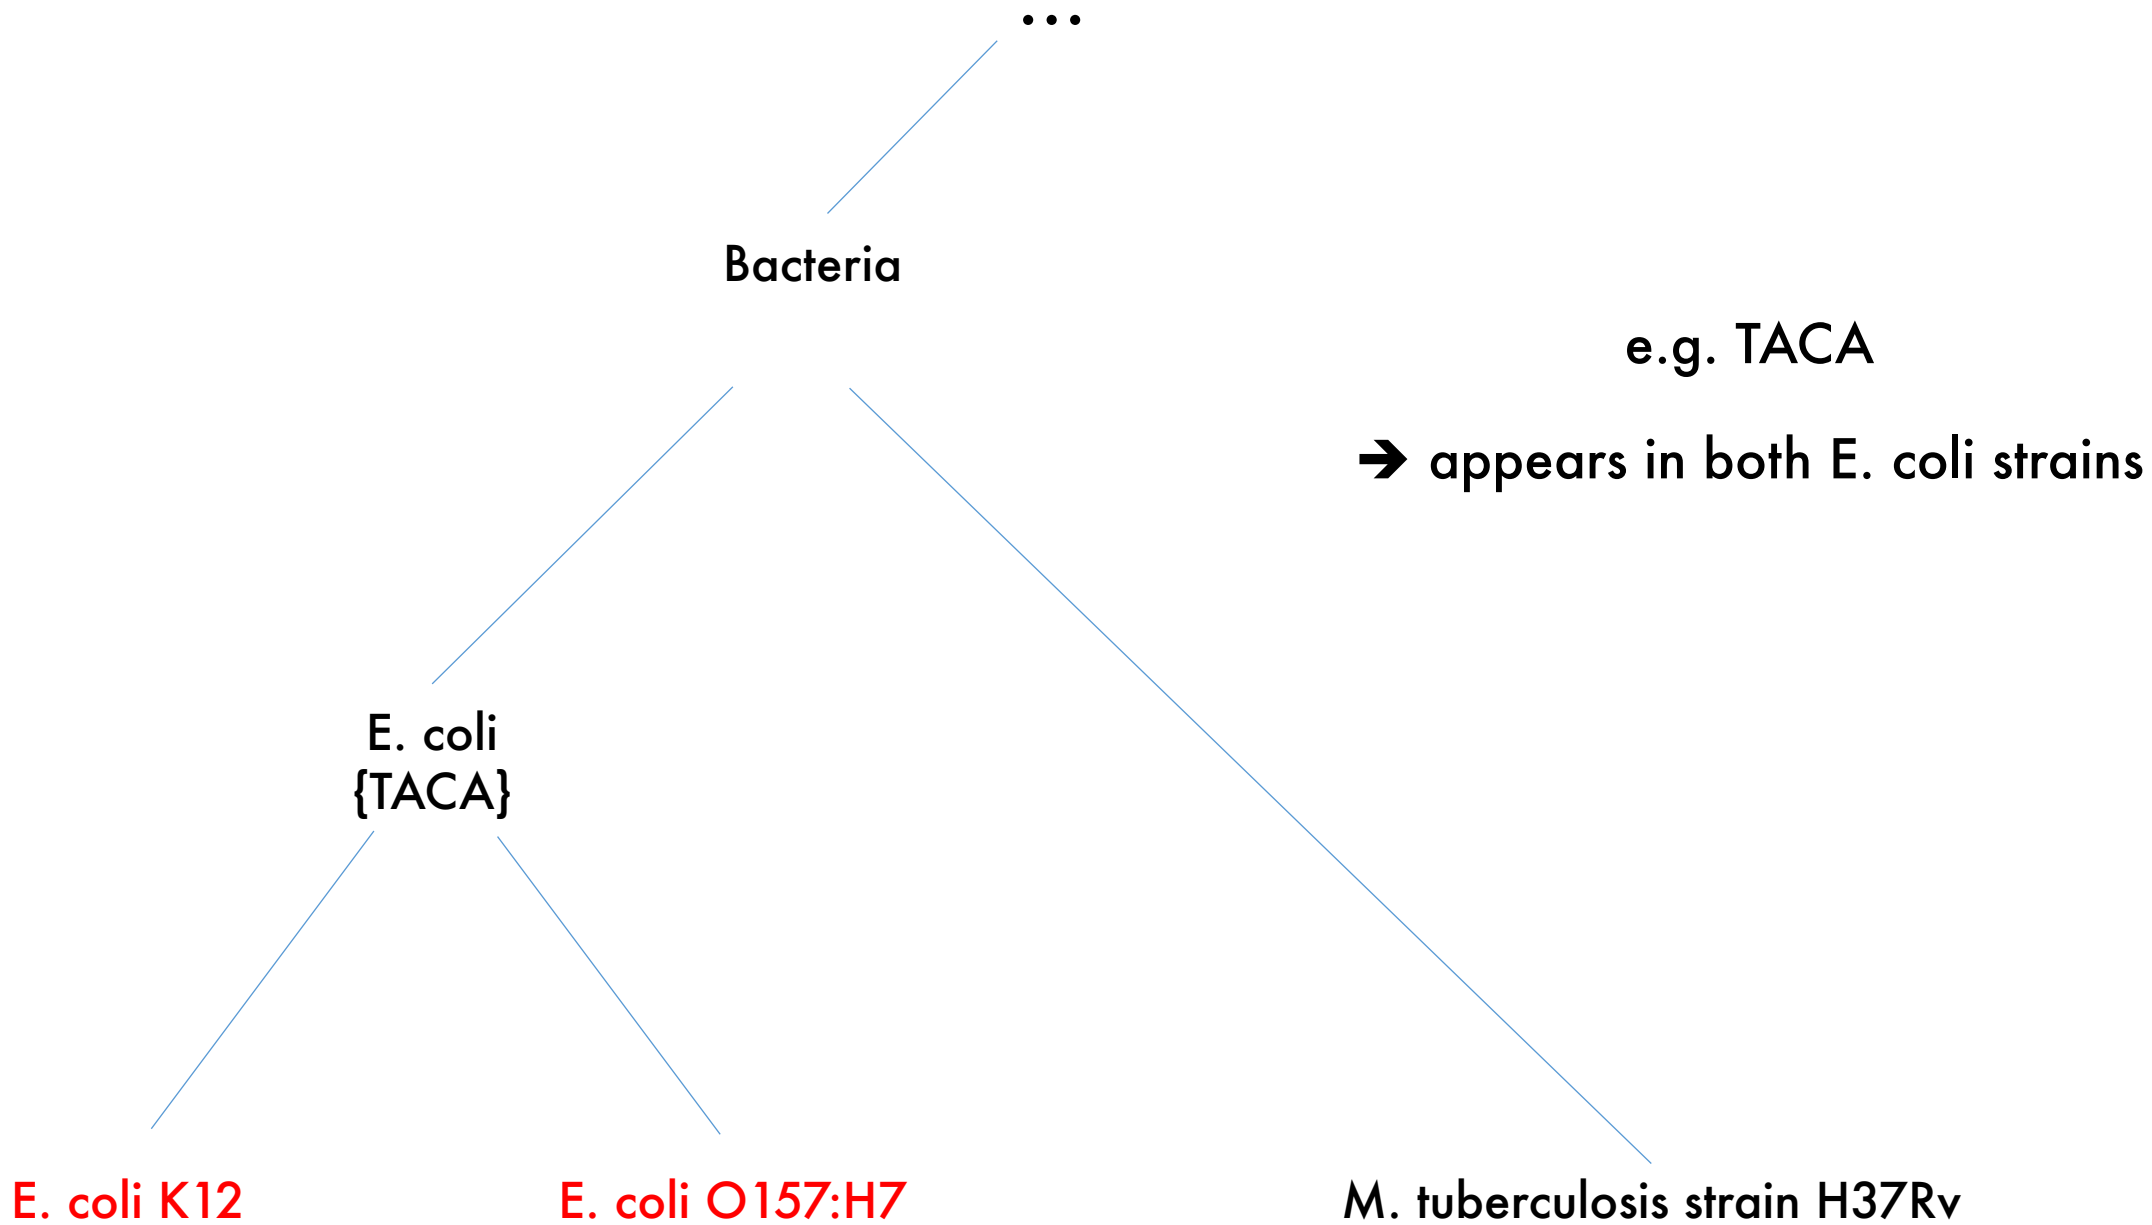 ...
Bacteria
e.g. TACA
➔ appears in both E. coli strains
E. coli
{TACA}
E. coli K12
E. coli O157:H7
M. tuberculosis strain H37Rv